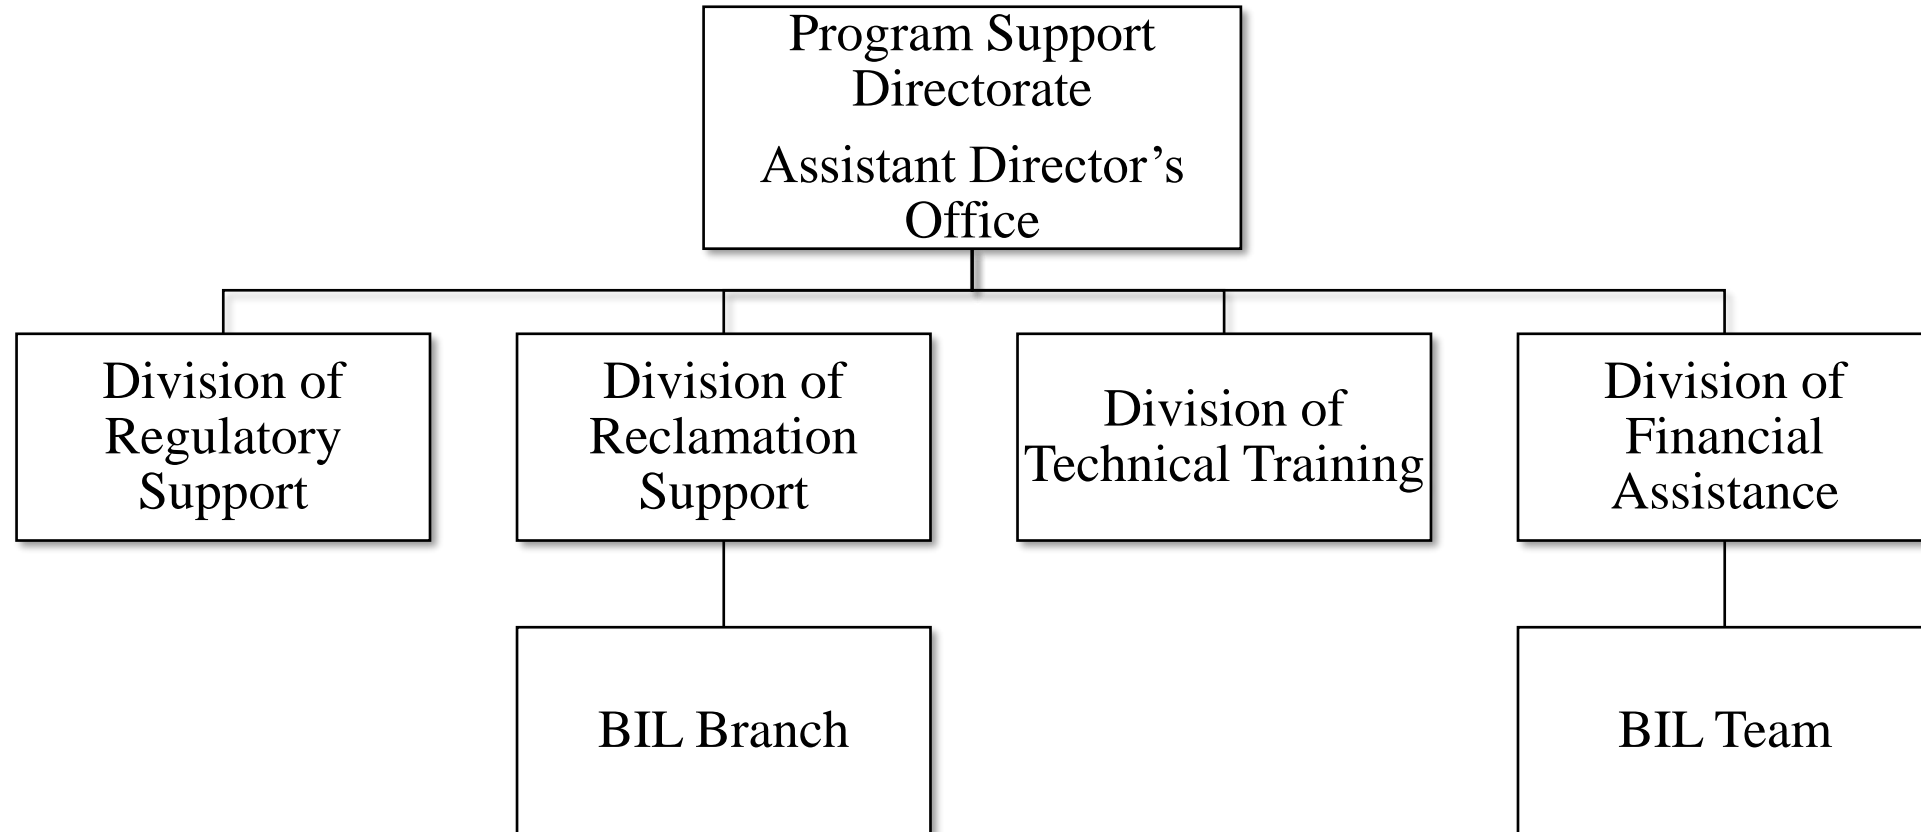 Program Support
Directorate
Assistant Director’s
Office
Division of
Regulatory
Support
Division of
Reclamation
Support
Division of
Technical Training
Division of
Financial
Assistance
BIL Branch
BIL Team